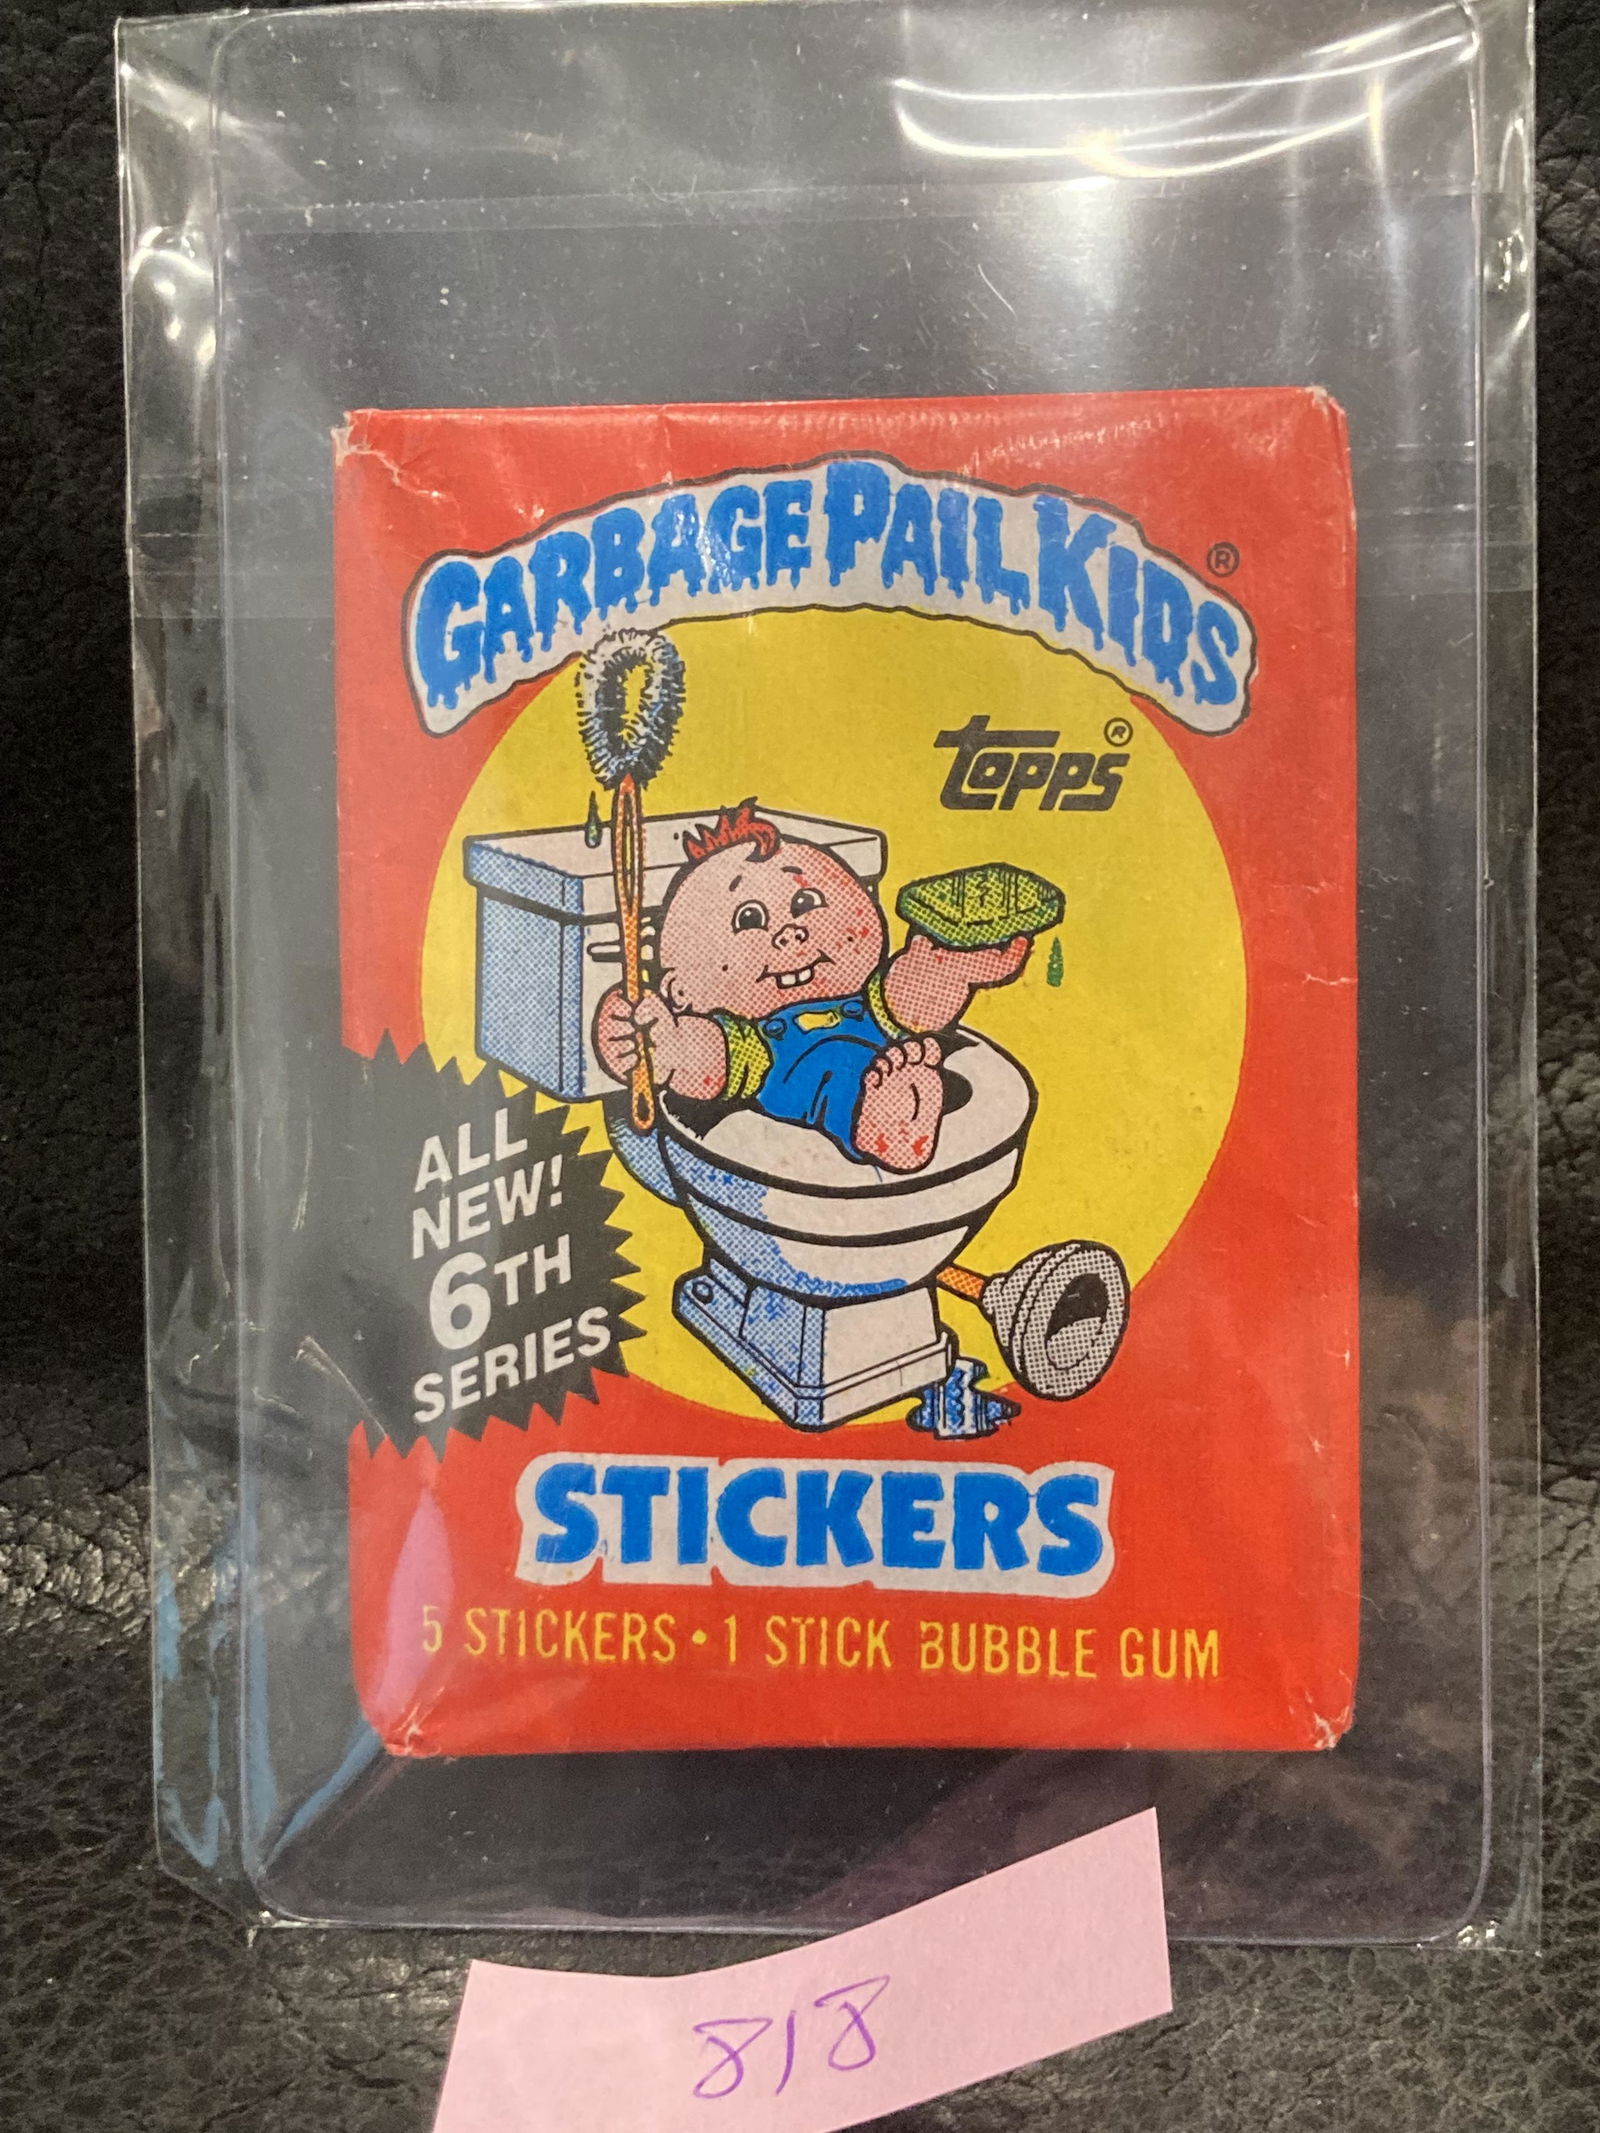 GARBAGE PAIL KIDS®
topps®
ALL
NEW!
6TH
SERIES
STICKERS
5 STICKERS • 1 STICK BUBBLE GUM
818